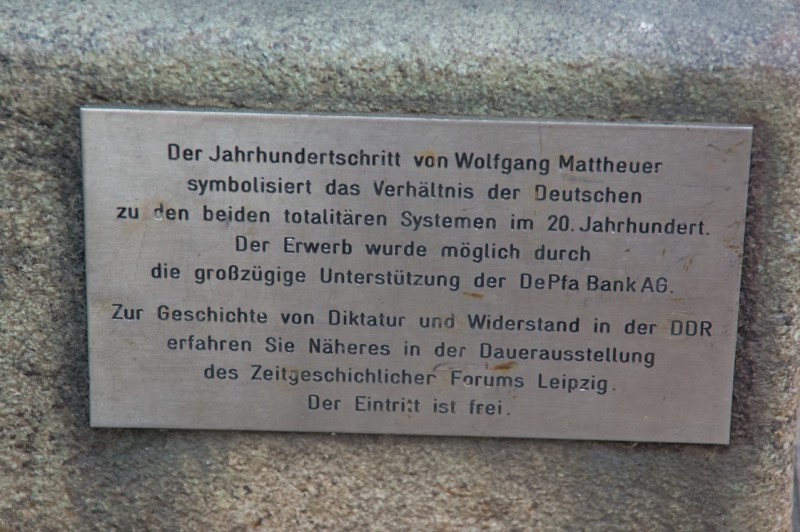 Der Jahrhundertschritt von Wolfgang Mattheuer
symbolisiert das Verhältnis der Deutschen
zu den beiden totalitären Systemen im 20. Jahrhundert.
Der Erwerb wurde möglich durch
die großzügige Unterstützung der DePfa Bank AG.
Zur Geschichte von Diktatur und Widerstand in der DDR
erfahren Sie Näheres in der Dauerausstellung
des Zeitgeschichtlicher Forums Leipzig.
Der Eintritt ist frei.